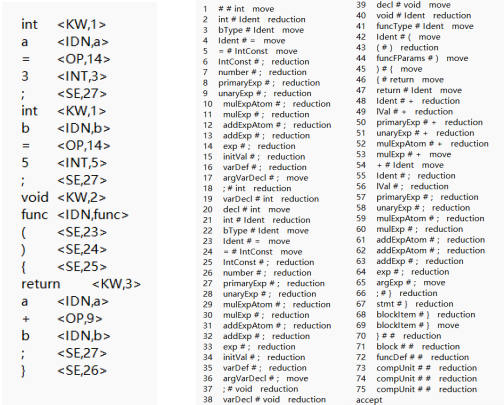 int <KW,1>
a <IDN,a>
= <OP,14>
3 <INT,3>
; <SE,27>
int <KW,1>
b <IDN,b>
= <OP,14>
5 <INT,5>
; <SE,27>
void <KW,2>
func <IDN,func>
( <SE,23>
) <SE,24>
{ <SE,25>
return <KW,3>
a <IDN,a>
+ <OP,9>
b <IDN,b>
; <SE,27>
} <SE,26>
1 # # int move
2 int # Ident reduction
3 bType # Ident move
4 Ident # = move
5 = # IntConst move
6 IntConst # ; reduction
7 number # ; reduction
8 primaryExp # ; reduction
9 unaryExp # ; reduction
10 mulExpAtom # ; reduction
11 mulExp # ; reduction
12 addExpAtom # ; reduction
13 addExp # ; reduction
14 exp # ; reduction
15 initVal # ; reduction
16 varDef # ; reduction
17 argVarDecl # ; move
18 ; # int reduction
19 varDecl # int reduction
20 decl # int move
21 int # Ident reduction
22 bType # Ident move
23 Ident # = move
24 = # IntConst move
25 IntConst # ; reduction
26 number # ; reduction
27 primaryExp # ; reduction
28 unaryExp # ; reduction
29 mulExpAtom # ; reduction
30 mulExp # ; reduction
31 addExpAtom # ; reduction
32 addExp # ; reduction
33 exp # ; reduction
34 initVal # ; reduction
35 varDef # ; reduction
36 argVarDecl # ; move
37 ; # void reduction
38 varDecl # void reduction
39 decl # void move
40 void # Ident reduction
41 funcType # Ident move
42 Ident # ( move
43 ( # ) reduction
44 funcFParams # ) move
45 ) # { move
46 { # return move
47 return # Ident move
48 Ident # + reduction
49 lVal # + reduction
50 primaryExp # + reduction
51 unaryExp # + reduction
52 mulExpAtom # + reduction
53 mulExp # + move
54 + # Ident move
55 Ident # ; reduction
56 lVal # ; reduction
57 primaryExp # ; reduction
58 unaryExp # ; reduction
59 mulExpAtom # ; reduction
60 mulExp # ; reduction
61 addExpAtom # ; reduction
62 addExpAtom # ; reduction
63 addExp # ; reduction
64 exp # ; reduction
65 argExp # ; move
66 ; # } reduction
67 stmt # } reduction
68 blockItem # } reduction
69 blockItem # } move
70 } # # reduction
71 block # # reduction
72 funcDef # # reduction
73 compUnit # # reduction
74 compUnit # # reduction
75 compUnit # # reduction
accept